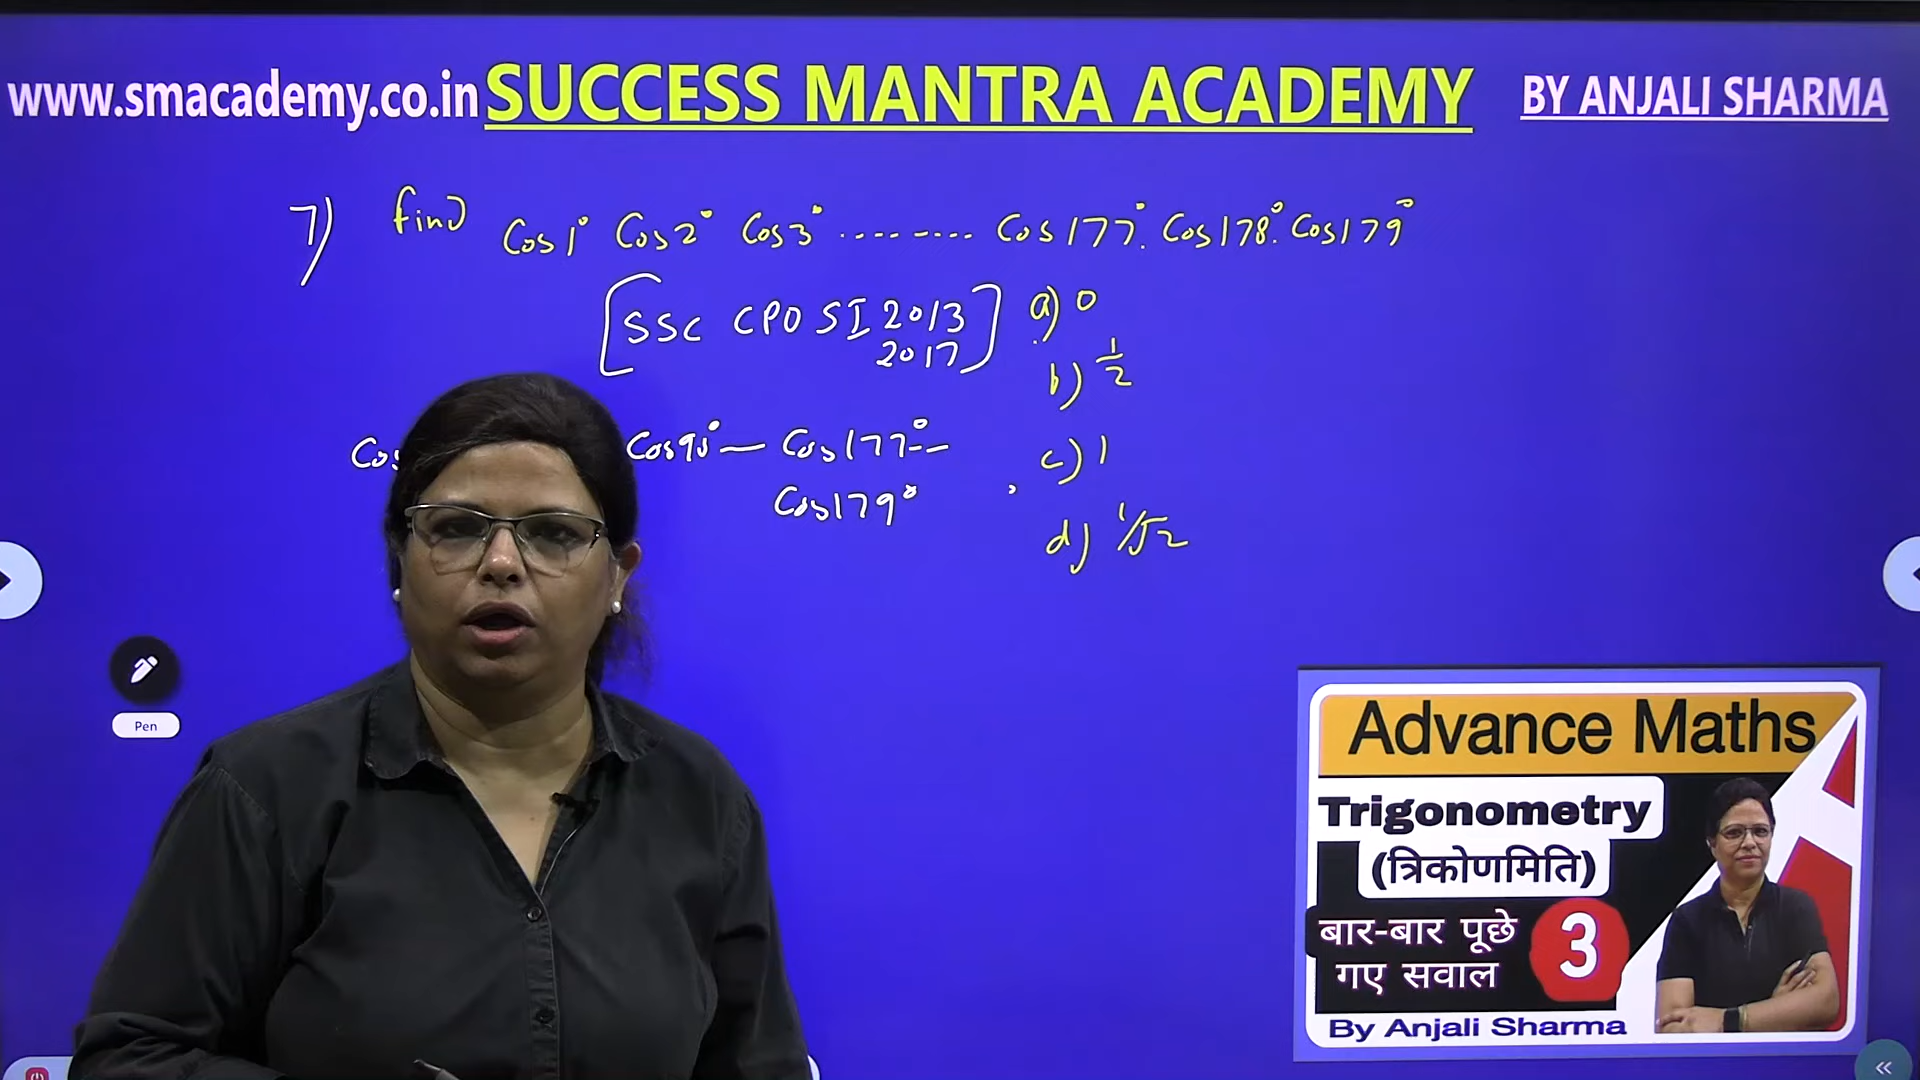 www.smacademy.co.in SUCCESS MANTRA ACADEMY BY ANJALI SHARMA
7) find Cos1° Cos2° Cos3° ......... Cos177°. Cos178°. Cos179°
[SSC CPO SI 2013
2017]
a) 0
b) 1/2
c) 1
d) 1/√2
Cos Cos90° — Cos177° --
Cos179°
Pen
Advance Maths
Trigonometry
(त्रिकोणमिति)
बार-बार पूछे
गए सवाल
3
By Anjali Sharma